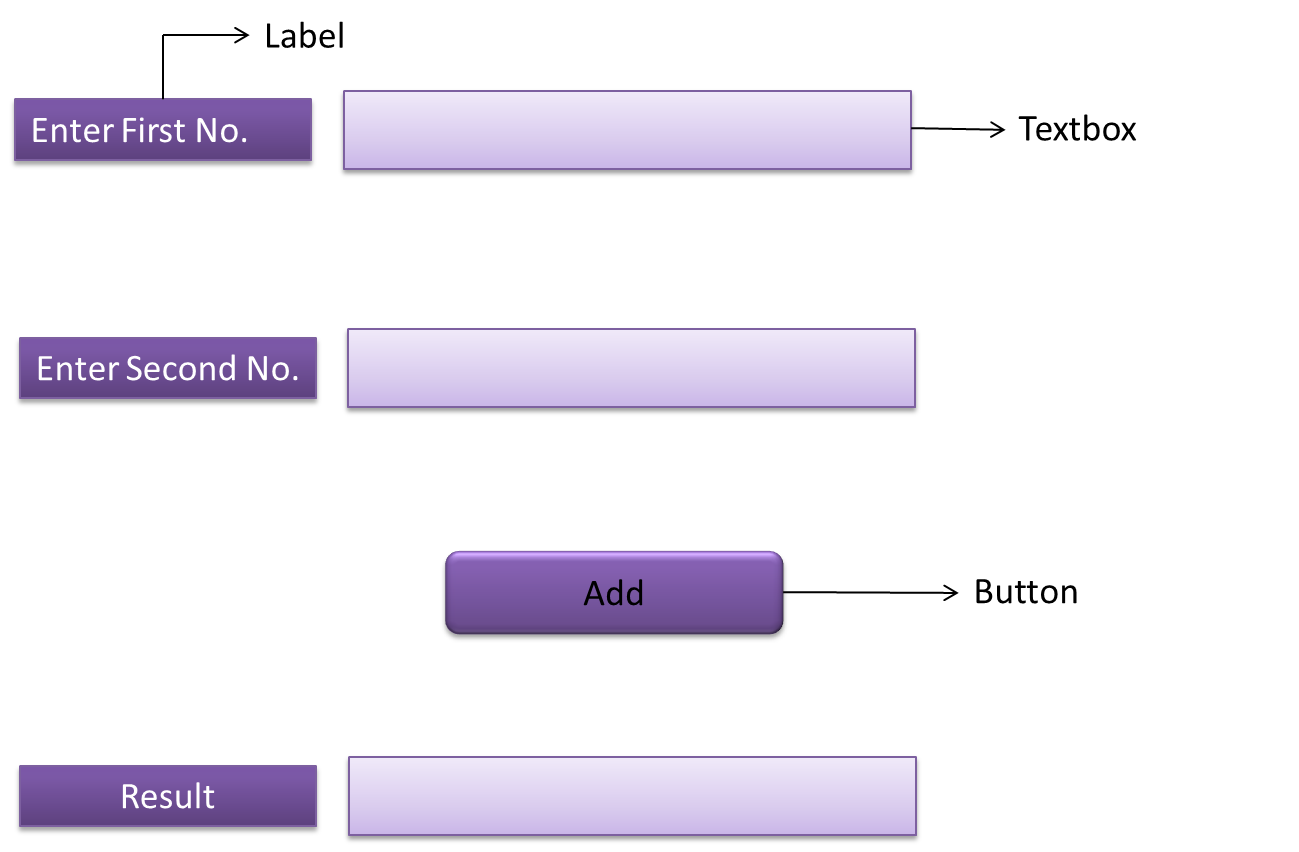 Label
Enter First No.
Textbox
Enter Second No.
Add
Button
Result